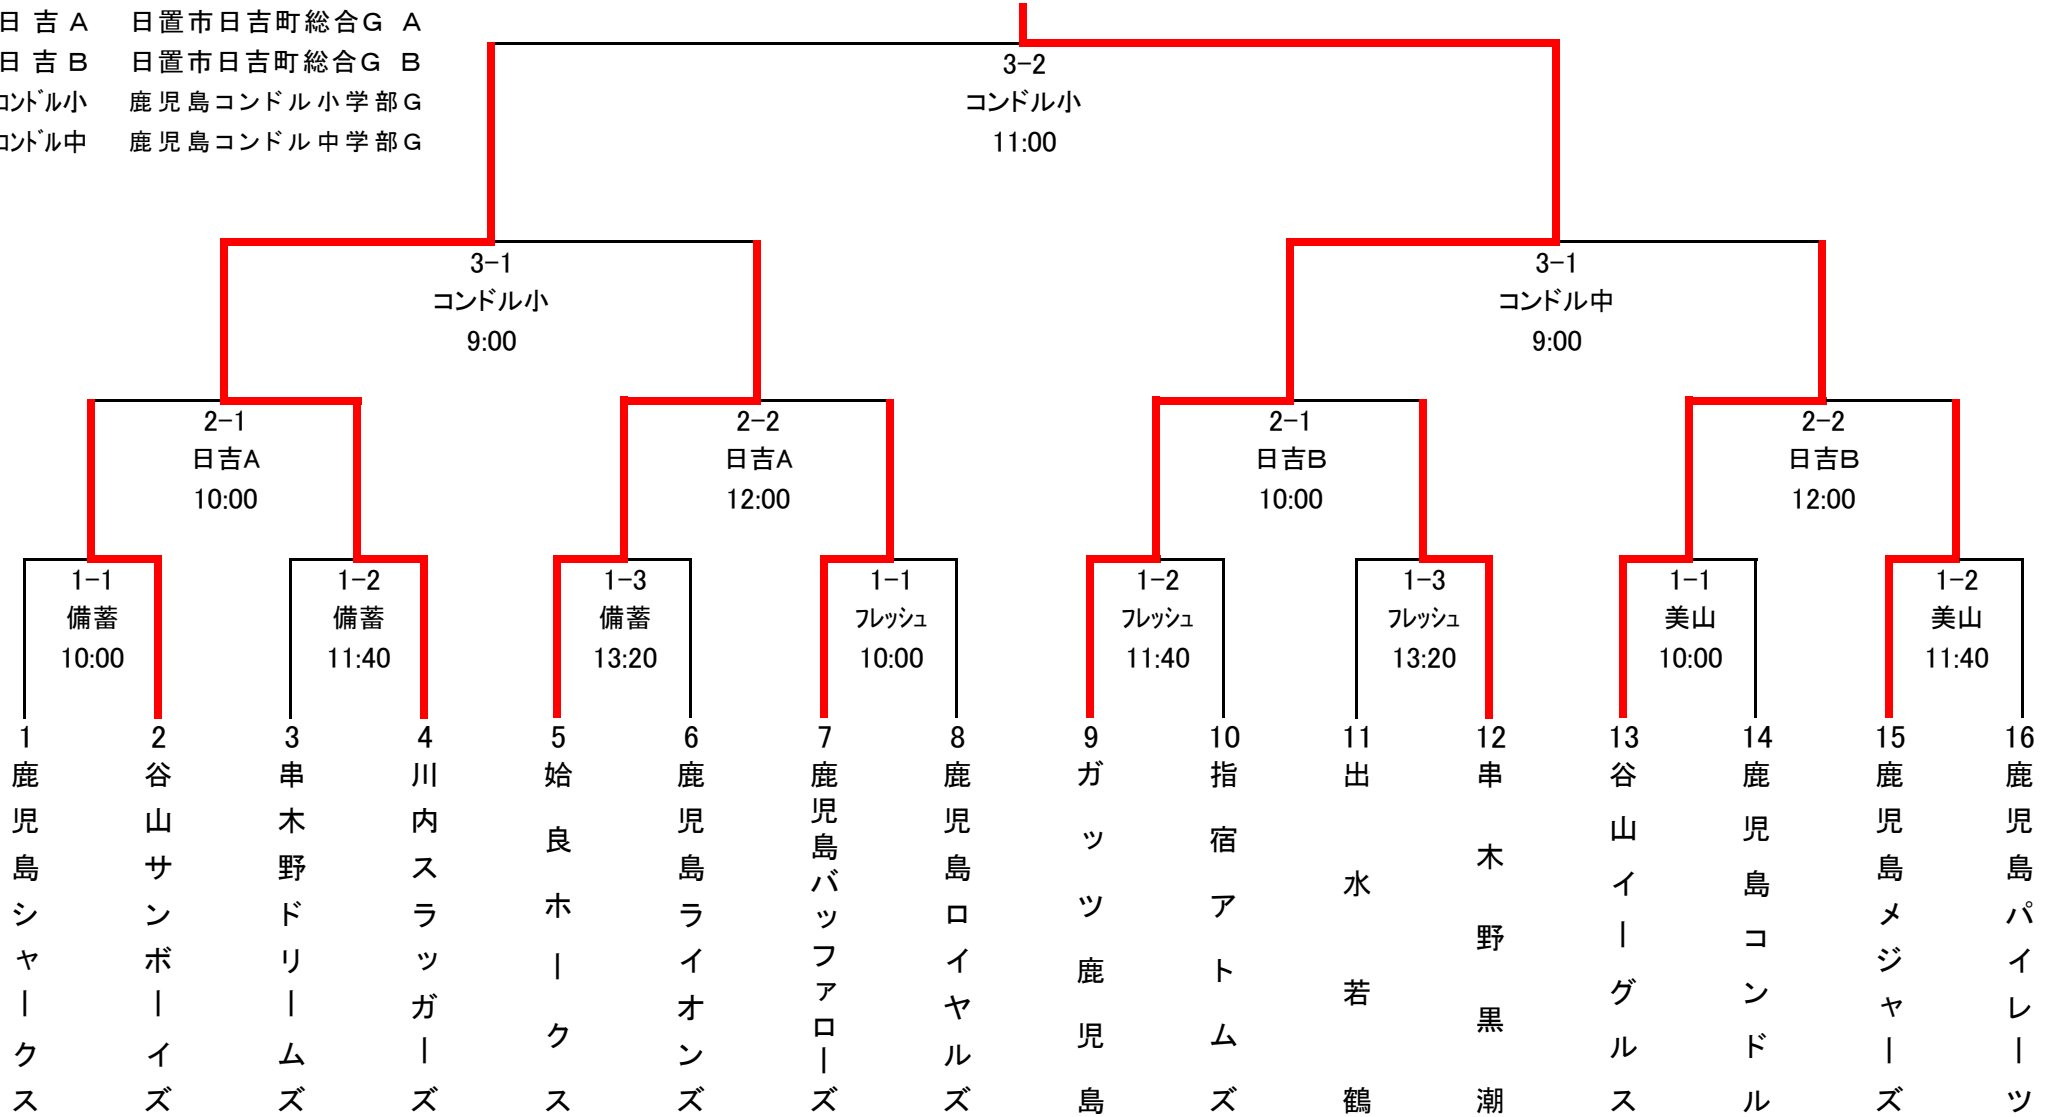 日吉A 日置市日吉町総合G A
日吉B 日置市日吉町総合G B
コンドル小 鹿児島コンドル小学部G
コンドル中 鹿児島コンドル中学部G
3-2
コンドル小
11:00
3-1
コンドル小
9:00
3-1
コンドル中
9:00
2-1
日吉A
10:00
2-2
日吉A
12:00
2-1
日吉B
10:00
2-2
日吉B
12:00
1-1
備蓄
10:00
1-2
備蓄
11:40
1-3
備蓄
13:20
1-1
フレッシュ
10:00
1-2
フレッシュ
11:40
1-3
フレッシュ
13:20
1-1
美山
10:00
1-2
美山
11:40
1
鹿児島シャークス
2
谷山サンボーイズ
3
串木野ドリームズ
4
川内スラッガーズ
5
姶良ホークス
6
鹿児島ライオンズ
7
鹿児島バッファローズ
8
鹿児島ロイヤルズ
9
ガッツ鹿児島
10
指宿アトムズ
11
出水若鶴
12
串木野黒潮
13
谷山イーグルス
14
鹿児島コンドル
15
鹿児島メジャーズ
16
鹿児島パイレーツ